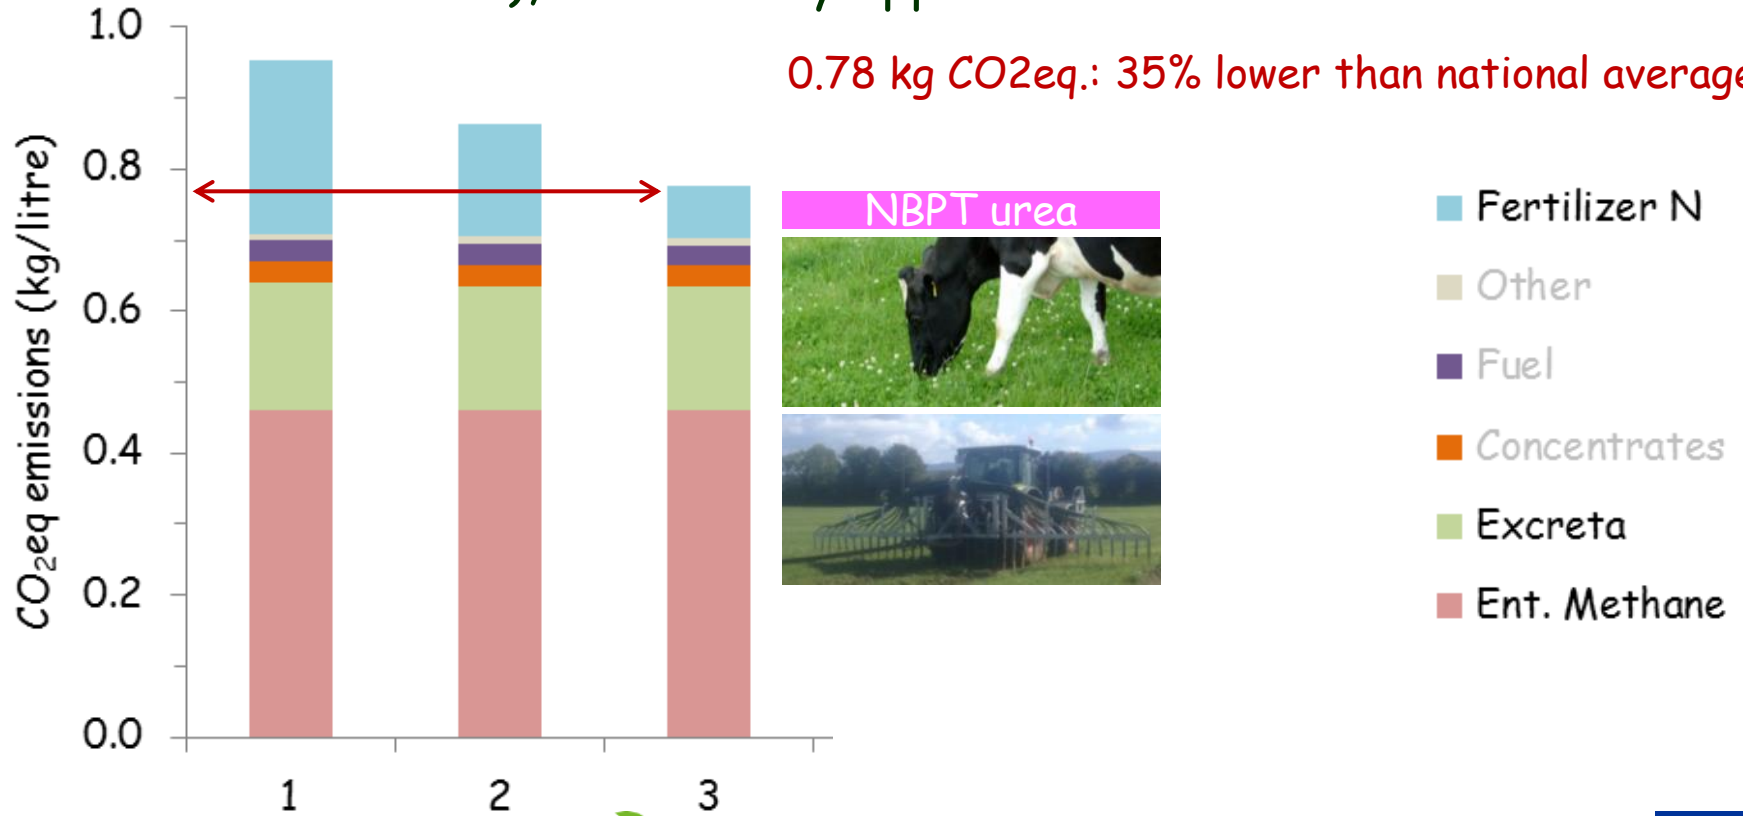 1.0
0.78 kg CO2eq.: 35% lower than national average
0.8
0.6
0.4
0.2
0.0
CO₂eq emissions (kg/litre)
1
2
3
NBPT urea
Fertilizer N
Other
Fuel
Concentrates
Excreta
Ent. Methane